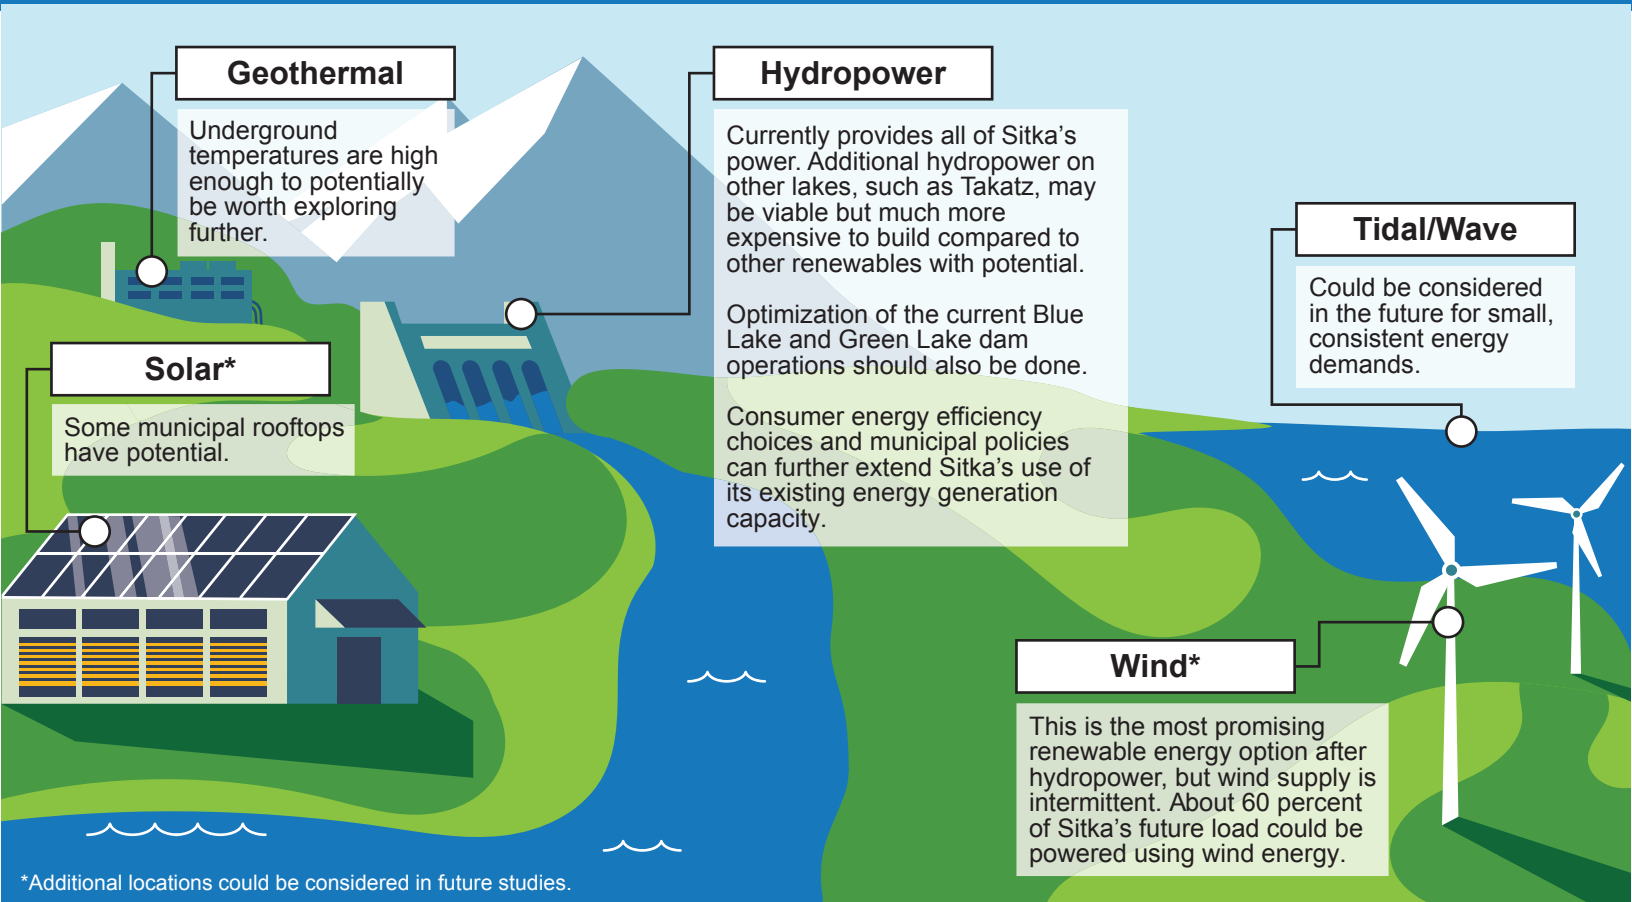 Geothermal
Underground
temperatures are high
enough to potentially
be worth exploring
further.
Hydropower
Currently provides all of Sitka’s
power. Additional hydropower on
other lakes, such as Takatz, may
be viable but much more
expensive to build compared to
other renewables with potential.
Optimization of the current Blue
Lake and Green Lake dam
operations should also be done.
Consumer energy efficiency
choices and municipal policies
can further extend Sitka’s use of
its existing energy generation
capacity.
Tidal/Wave
Could be considered
in the future for small,
consistent energy
demands.
Solar*
Some municipal rooftops
have potential.
Wind*
This is the most promising
renewable energy option after
hydropower, but wind supply is
intermittent. About 60 percent
of Sitka’s future load could be
powered using wind energy.
*Additional locations could be considered in future studies.